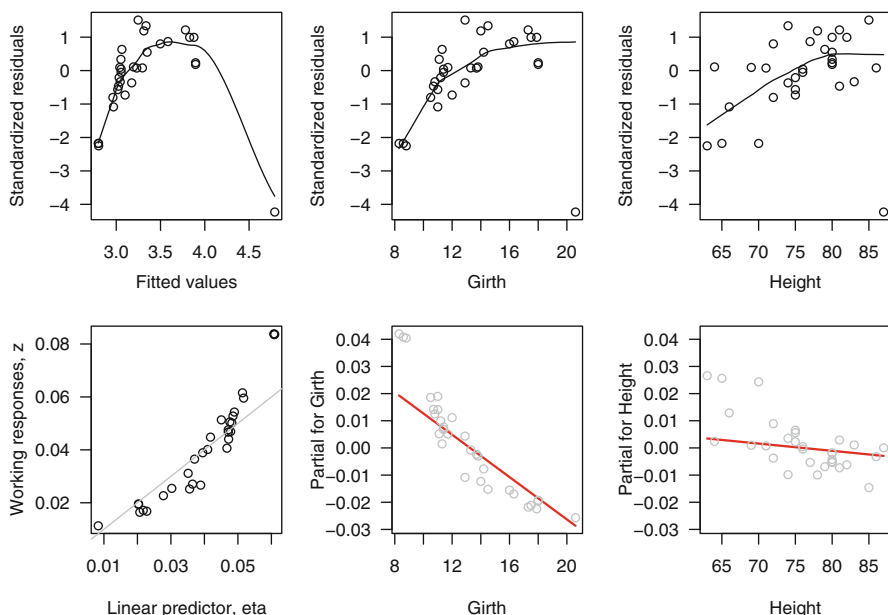 Standardized residuals
1
0
-1
-2
-3
-4
3.0 3.5 4.0 4.5
Fitted values
Standardized residuals
1
0
-1
-2
-3
-4
8 12 16 20
Girth
Standardized residuals
1
0
-1
-2
-3
-4
65 70 75 80 85
Height
Working responses, z
0.08
0.06
0.04
0.02
0.01 0.03 0.05
Linear predictor, eta
Partial for Girth
0.04
0.03
0.02
0.01
0.00
-0.01
-0.02
-0.03
8 12 16 20
Girth
Partial for Height
0.04
0.03
0.02
0.01
0.00
-0.01
-0.02
-0.03
65 70 75 80 85
Height